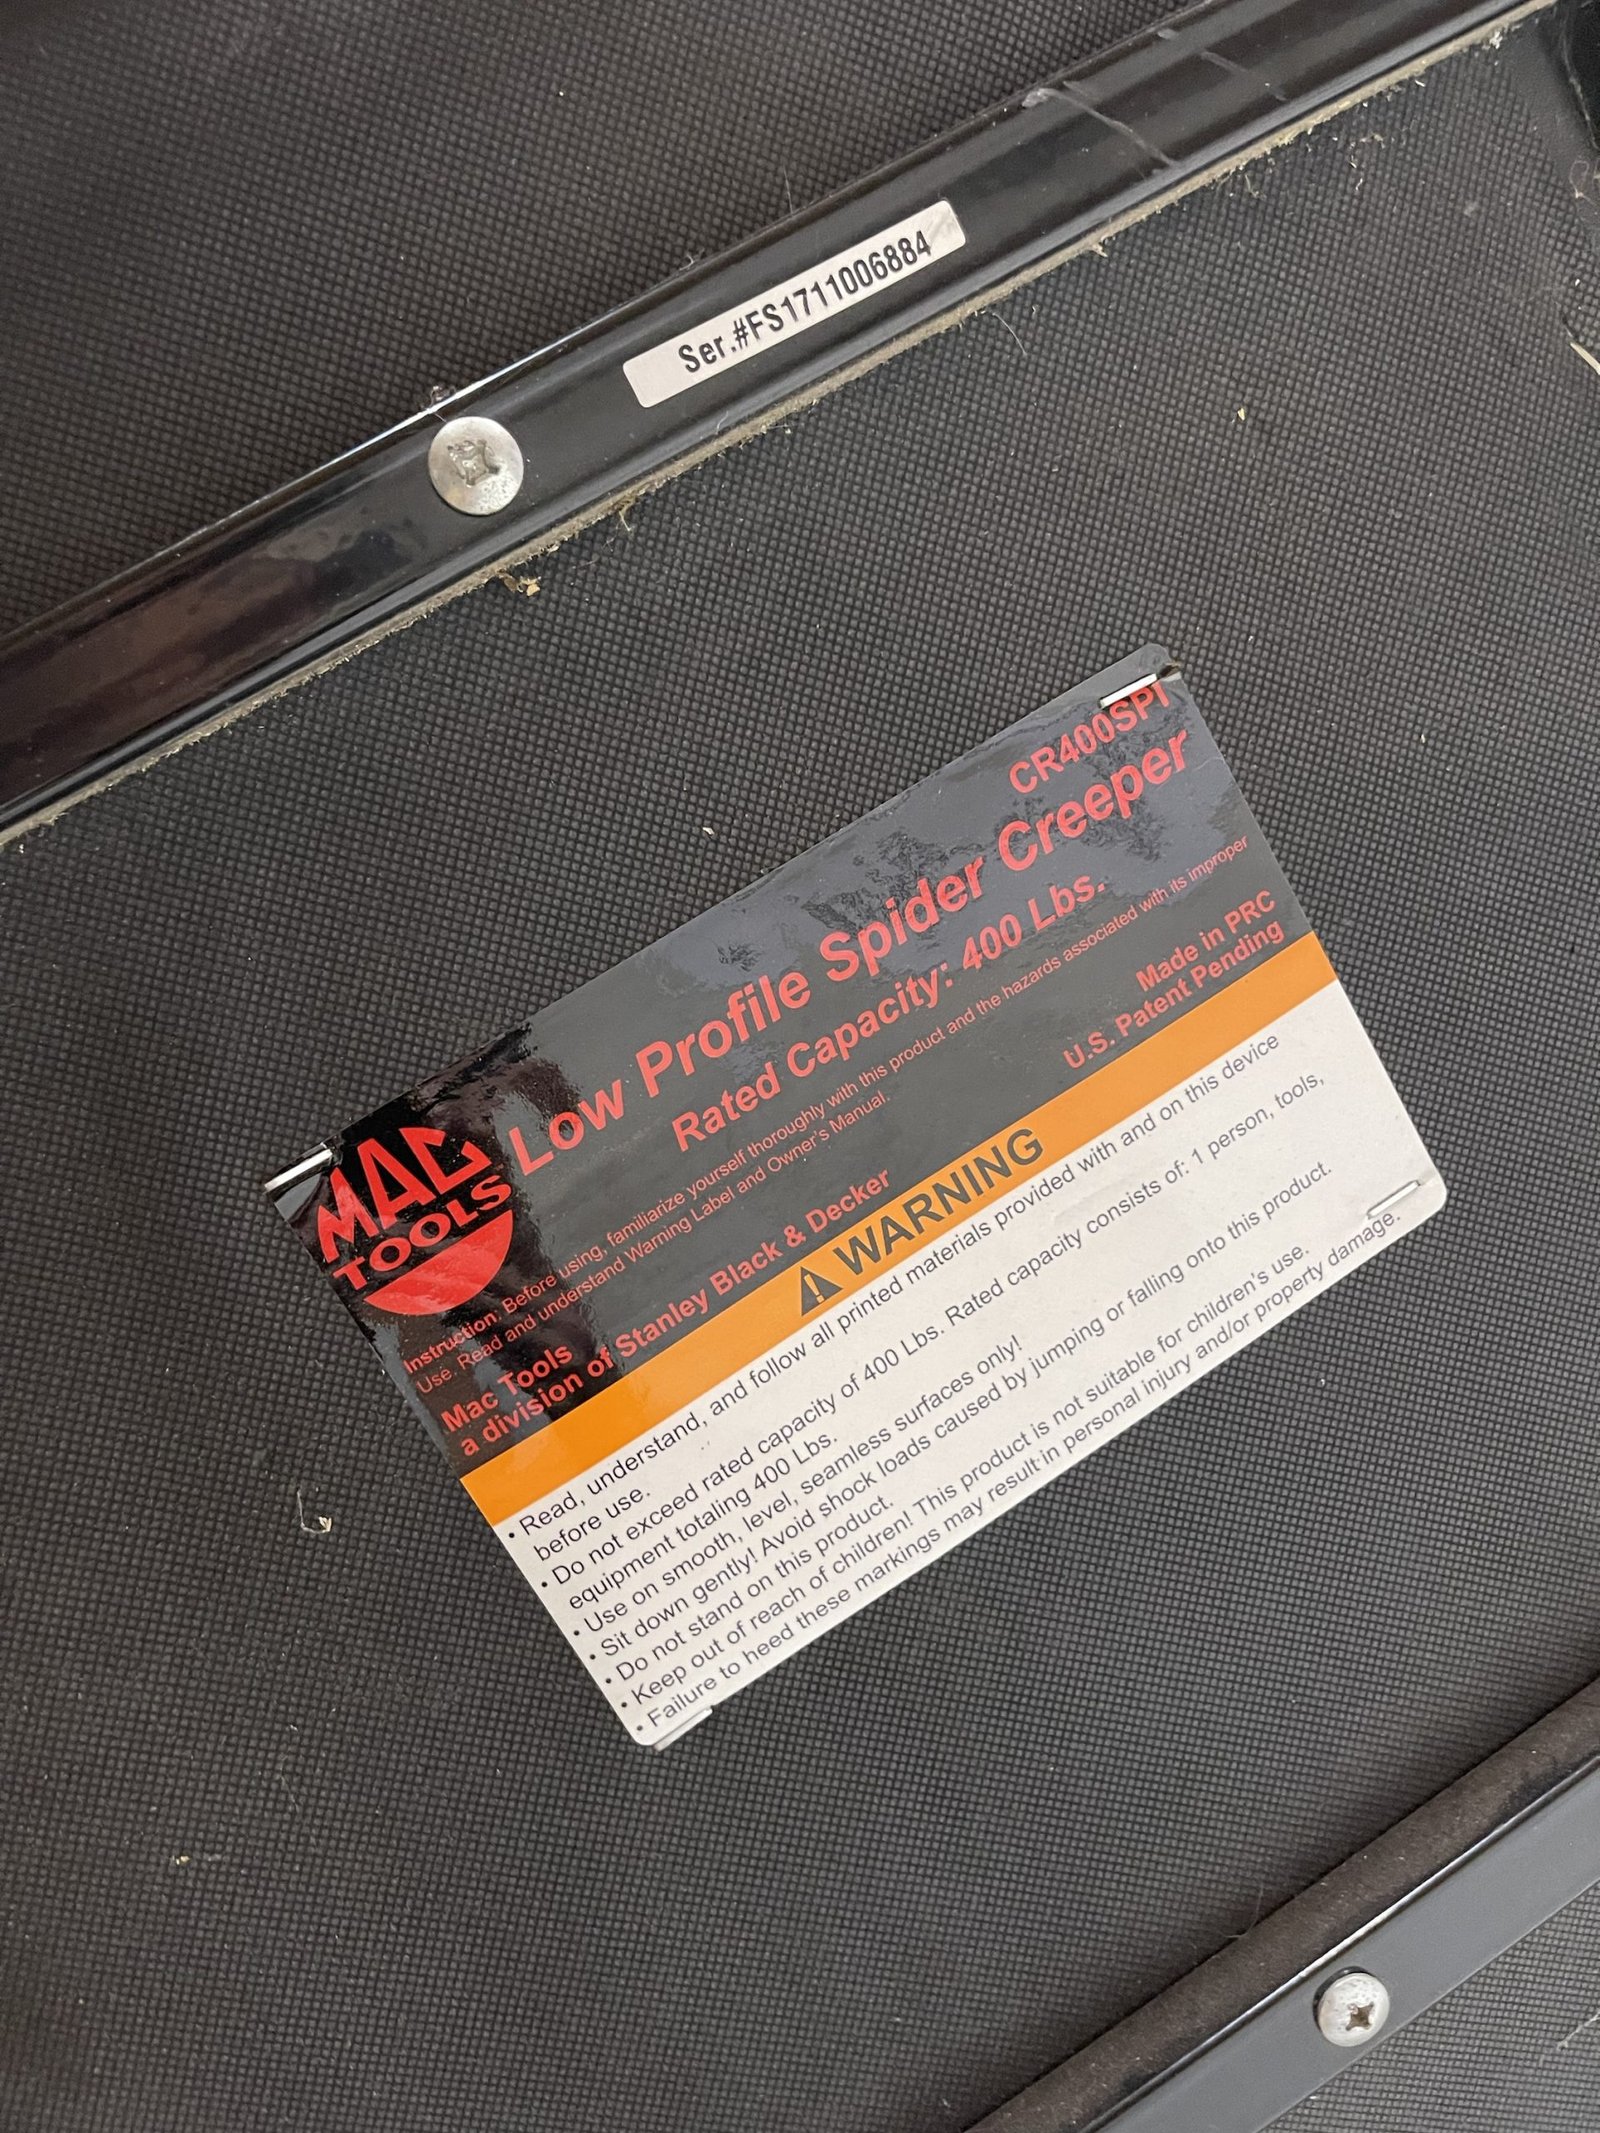 Ser.#FS1711006884
CR400SPI
MAC
TOOLS
Low Profile Spider Creeper
Rated Capacity: 400 Lbs.
Instruction: Before using, familiarize yourself thoroughly with this product and the hazards associated with its improper
Use. Read and understand Warning Label and Owner's Manual.
Mac Tools
a division of Stanley Black & Decker
Made in PRC
U.S. Patent Pending
WARNING
• Read, understand, and follow all printed materials provided with and on this device
before use.
• Do not exceed rated capacity of 400 Lbs. Rated capacity consists of: 1 person, tools,
equipment totaling 400 Lbs.
• Use on smooth, level, seamless surfaces only!
• Sit down gently! Avoid shock loads caused by jumping or falling onto this product.
• Do not stand on this product.
• Keep out of reach of children! This product is not suitable for children's use.
• Failure to heed these markings may result in personal injury and/or property damage.